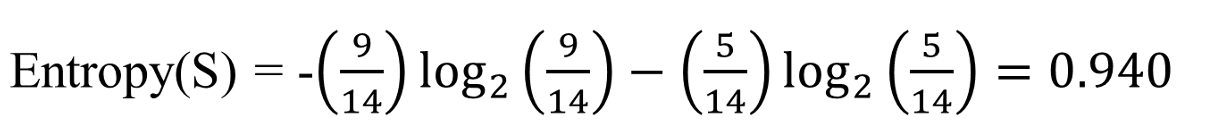 Entropy(S) = -(9/14) log₂ (9/14) − (5/14) log₂ (5/14) = 0.940